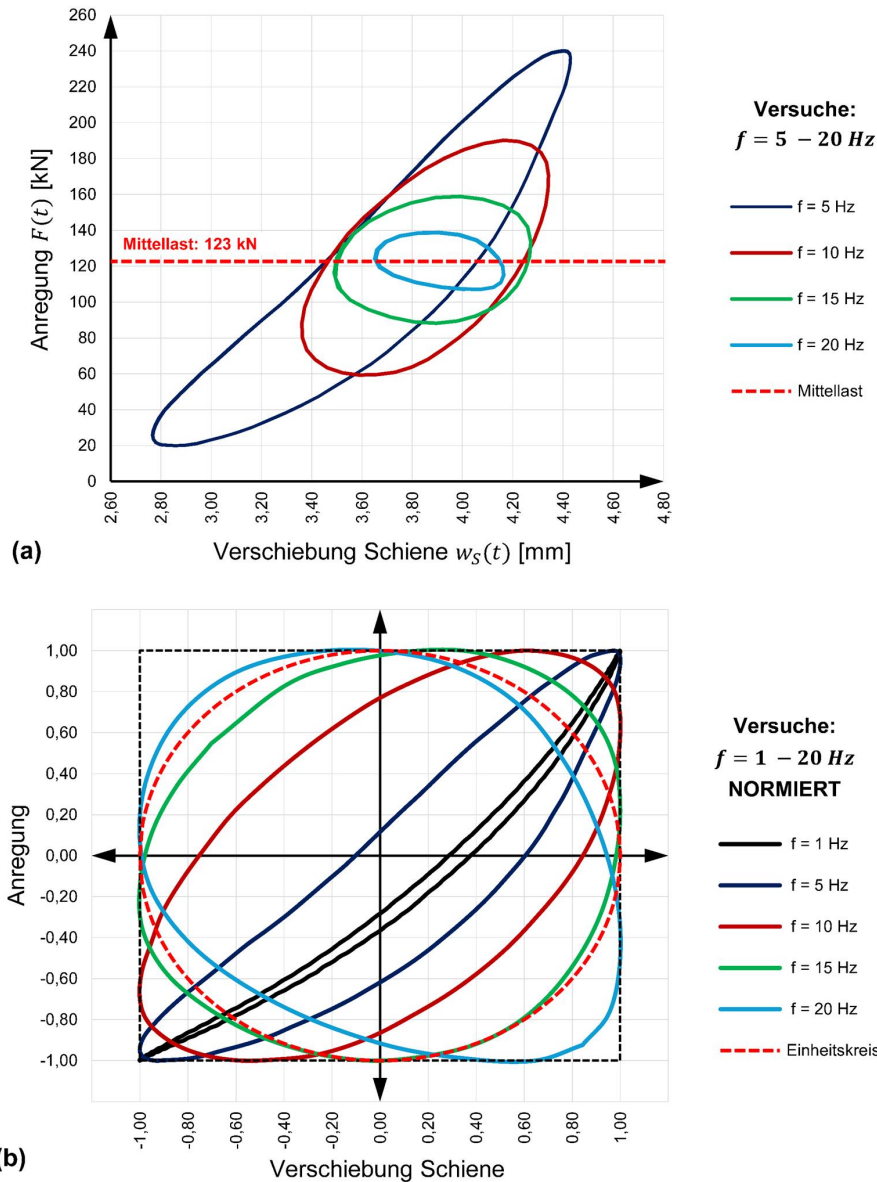 260
240
220
200
180
160
140
120
100
80
60
40
20
0
Anregung F(t) [kN]
Mittellast: 123 kN
2,60
2,80
3,00
3,20
3,40
3,60
3,80
4,00
4,20
4,40
4,60
4,80
(a)
Verschiebung Schiene w_S(t) [mm]
Versuche:
f = 5 – 20 Hz
f = 5 Hz
f = 10 Hz
f = 15 Hz
f = 20 Hz
Mittellast
1,00
0,80
0,60
0,40
0,20
0,00
-0,20
-0,40
-0,60
-0,80
-1,00
Anregung
-1,00
-0,80
-0,60
-0,40
-0,20
0,00
0,20
0,40
0,60
0,80
1,00
(b)
Verschiebung Schiene
Versuche:
f = 1 – 20 Hz
NORMIERT
f = 1 Hz
f = 5 Hz
f = 10 Hz
f = 15 Hz
f = 20 Hz
Einheitskreis